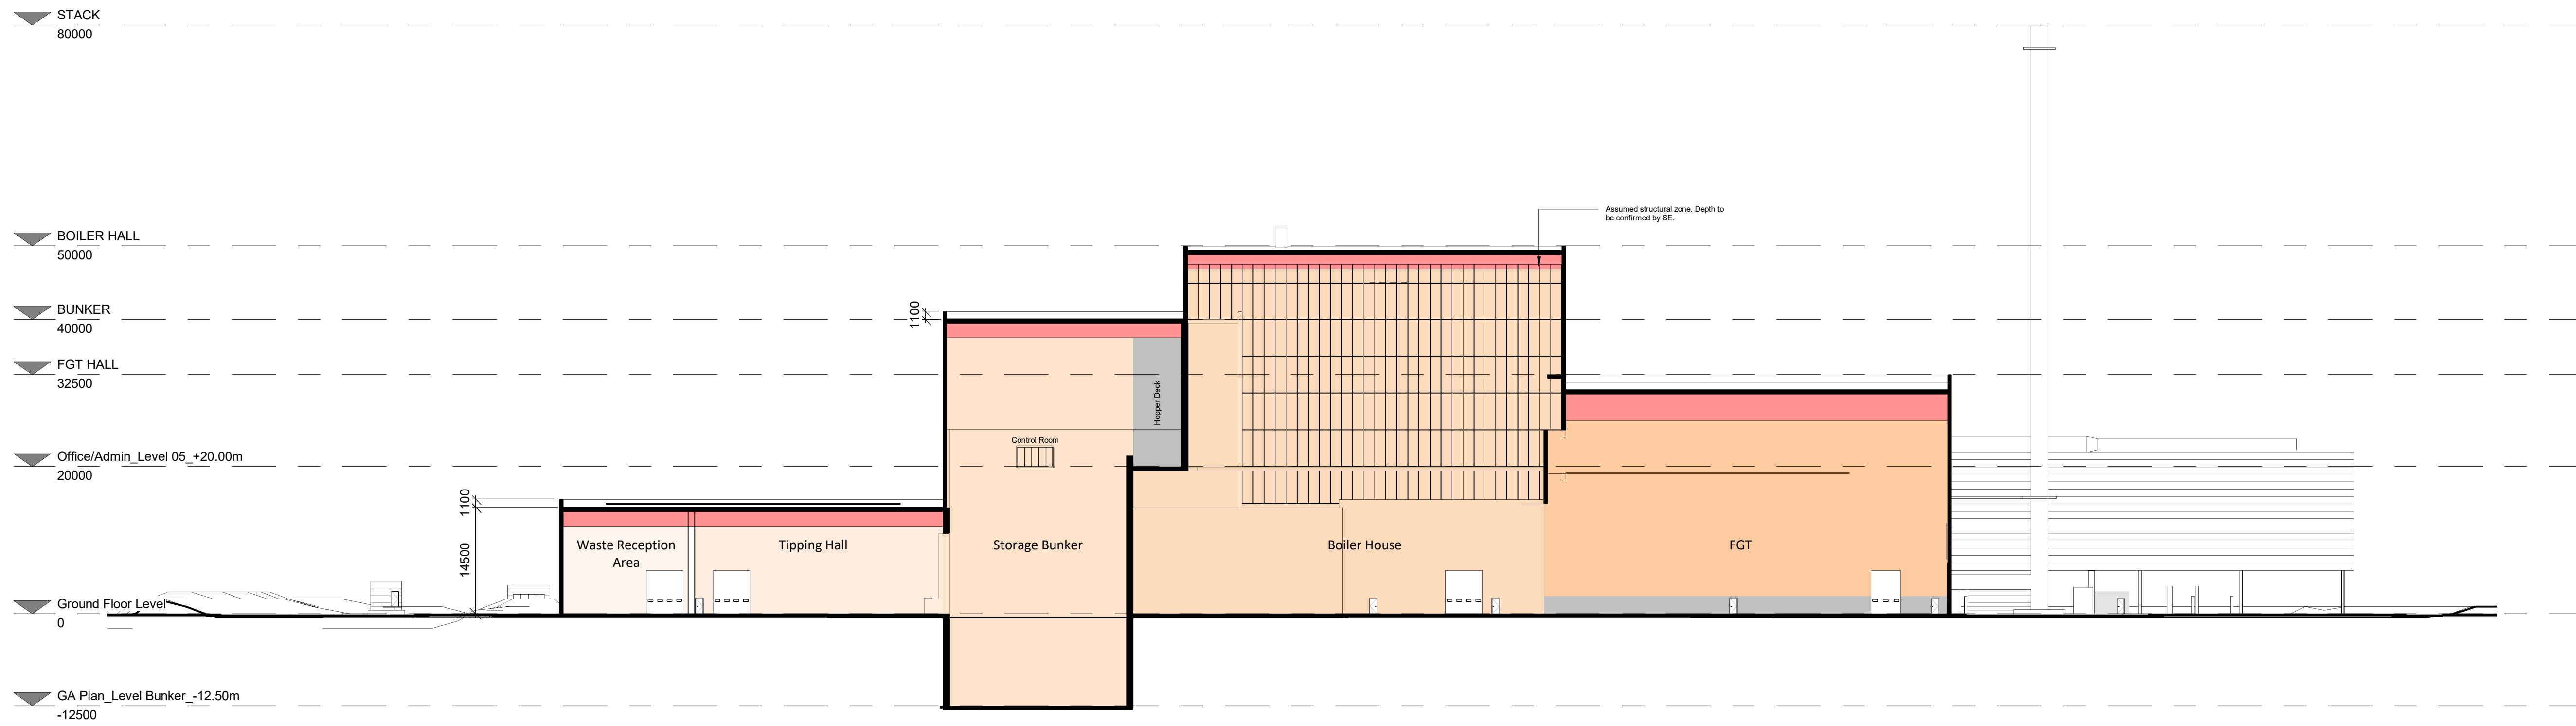 STACK
80000
Assumed structural zone. Depth to
be confirmed by SE.
BOILER HALL
50000
BUNKER
40000
1100
FGT HALL
32500
Hopper Deck
Control Room
Office/Admin_Level 05_+20.00m
20000
1100
14500
Waste Reception
Area
Tipping Hall
Storage Bunker
Boiler House
FGT
Ground Floor Level
0
GA Plan_Level Bunker_-12.50m
-12500